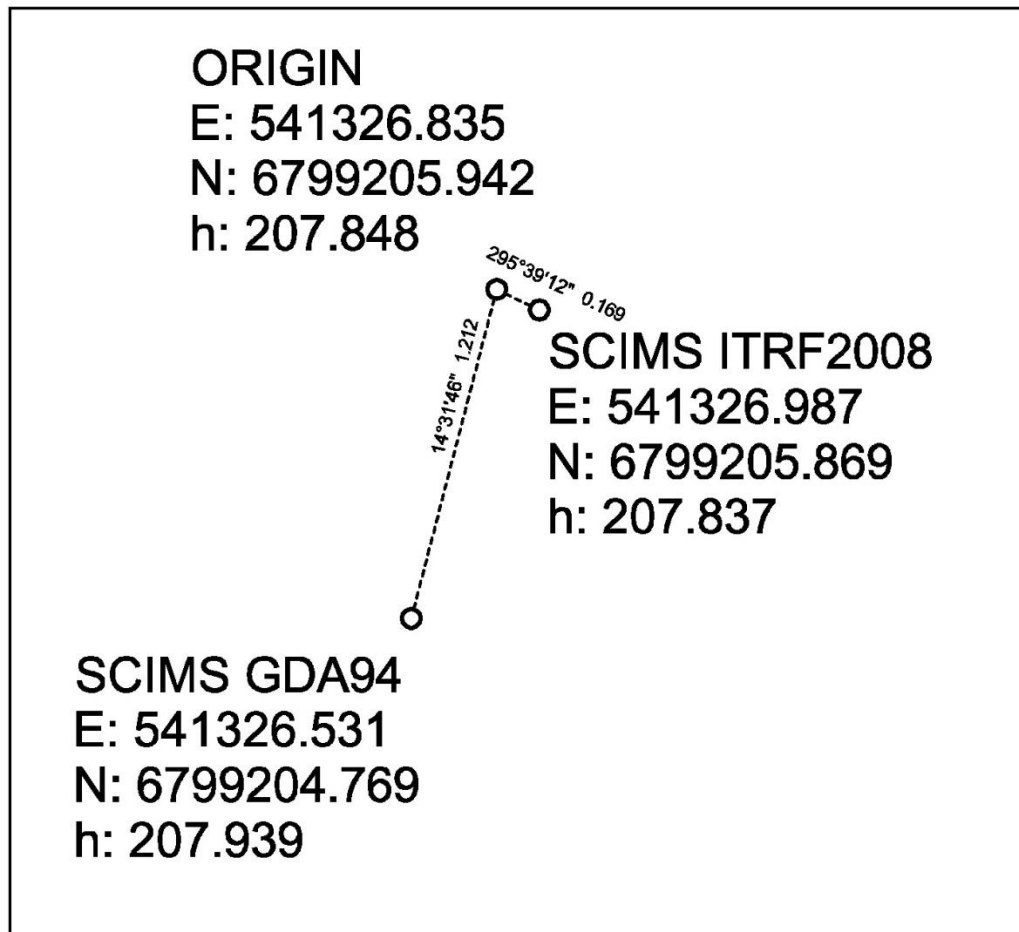 ORIGIN
E: 541326.835
N: 6799205.942
h: 207.848
295°39'12" 0.169
14°31'46" 1.212
SCIMS ITRF2008
E: 541326.987
N: 6799205.869
h: 207.837
SCIMS GDA94
E: 541326.531
N: 6799204.769
h: 207.939